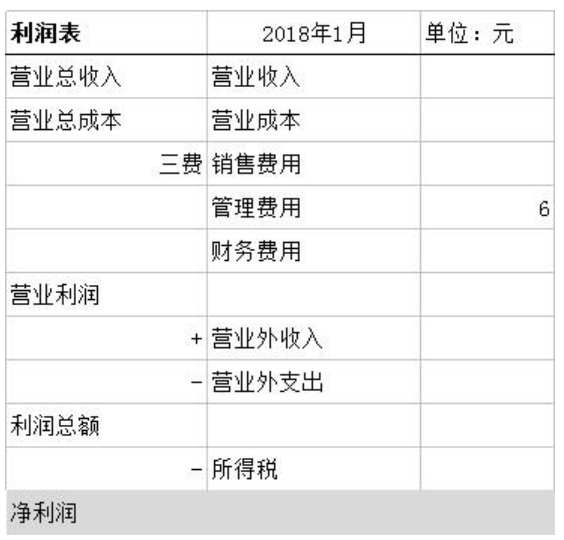 利润表 2018年1月 单位：元
营业总收入 营业收入
营业总成本 营业成本
三费 销售费用
管理费用 6
财务费用
营业利润
+ 营业外收入
- 营业外支出
利润总额
- 所得税
净利润